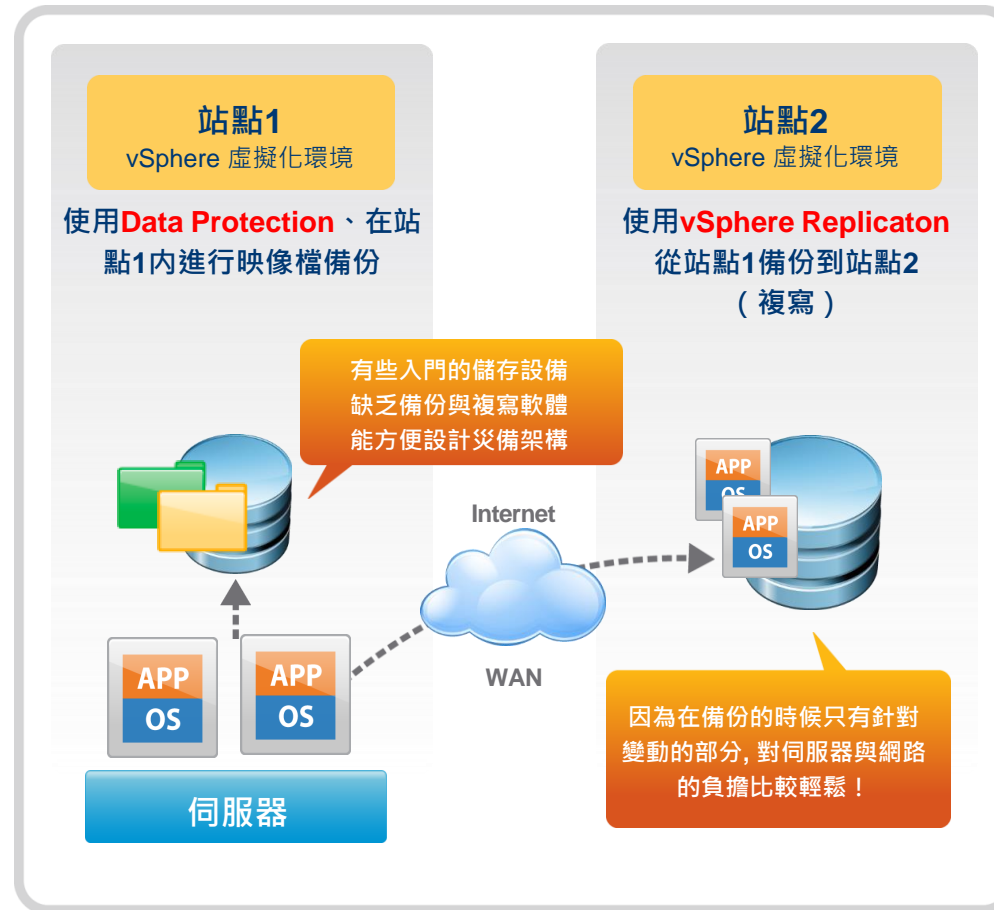 站點1
vSphere 虛擬化環境
使用Data Protection、在站
點1内進行映像檔備份
站點2
vSphere 虛擬化環境
使用vSphere Replicaton
從站點1備份到站點2
(複寫)
有些入門的儲存設備
缺乏備份與複寫軟體
能方便設計災備架構
Internet
WAN
APP
OS
APP
OS
APP
OS
APP
OS
伺服器
因為在備份的時候只有針對
變動的部分, 對伺服器與網路
的負擔比較輕鬆！